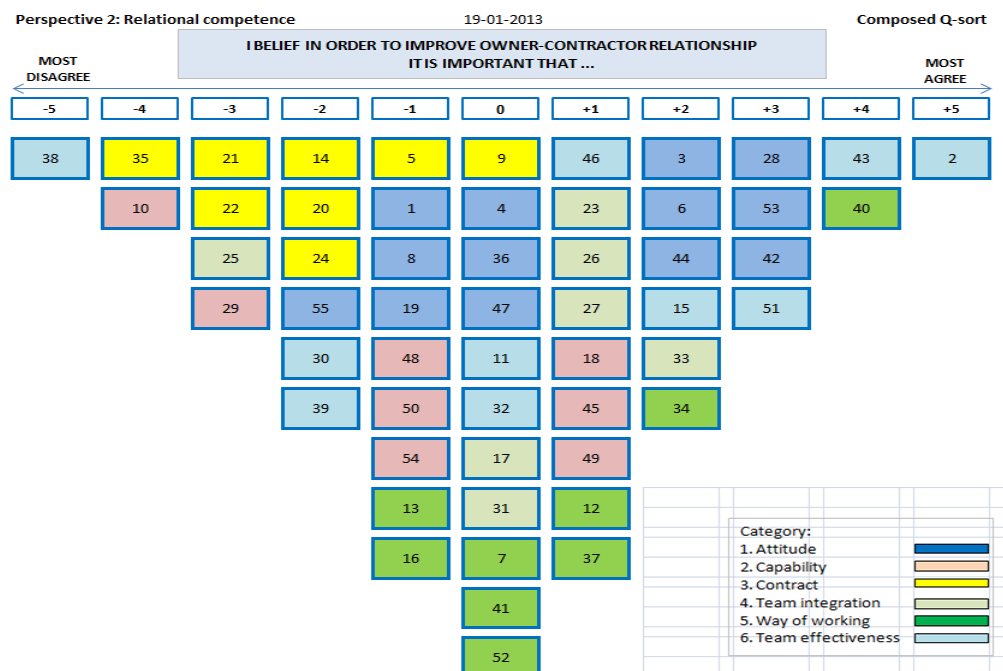 Perspective 2: Relational competence 19-01-2013 Composed Q-sort
I BELIEF IN ORDER TO IMPROVE OWNER-CONTRACTOR RELATIONSHIP
IT IS IMPORTANT THAT ...
MOST
DISAGREE
MOST
AGREE
-5 -4 -3 -2 -1 0 +1 +2 +3 +4 +5
38 35 21 14 5 9 46 3 28 43 2
10 22 20 1 4 23 6 53 40
25 24 8 36 26 44 42
29 55 19 47 27 15 51
30 48 11 18 33
39 50 32 45 34
54 17 49
13 31 12
16 7 37
41
52
Category:
1. Attitude
2. Capability
3. Contract
4. Team integration
5. Way of working
6. Team effectiveness